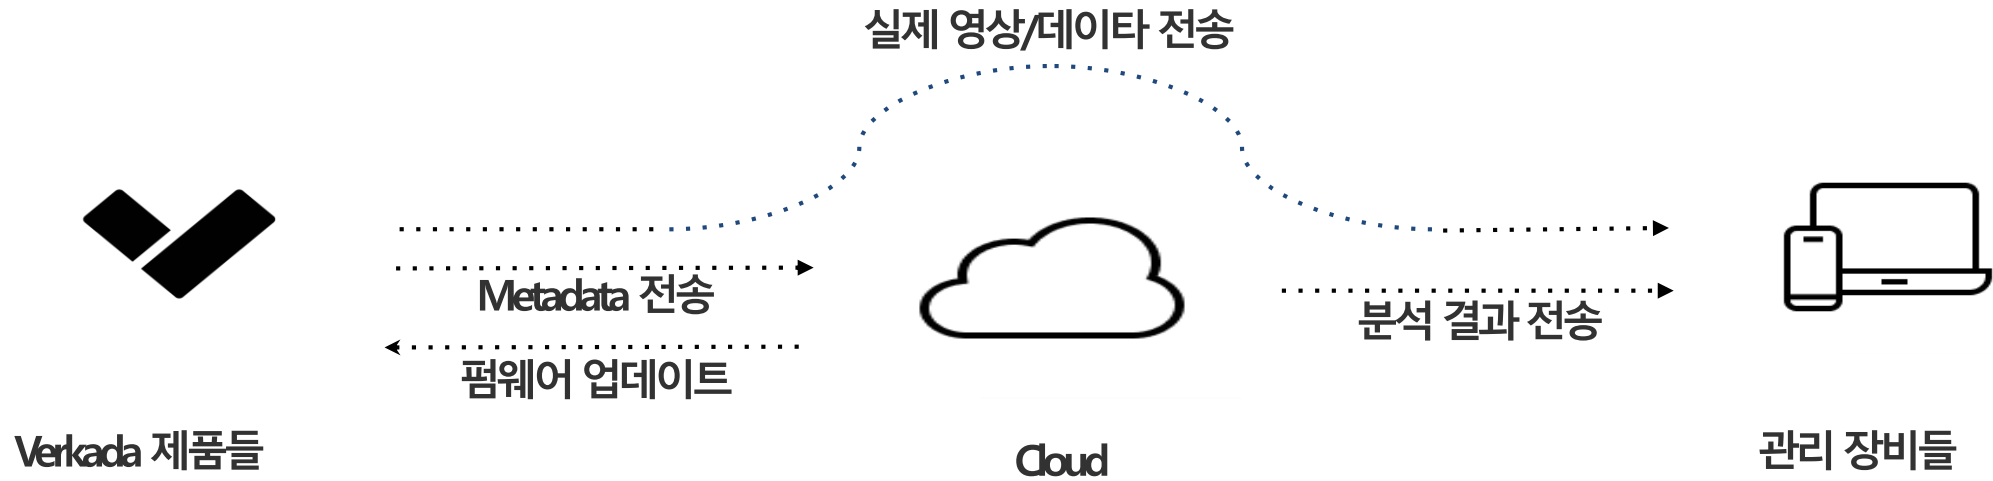 실제 영상/데이타 전송
Metadata 전송
분석 결과 전송
펌웨어 업데이트
Verkada 제품들
Cloud
관리 장비들